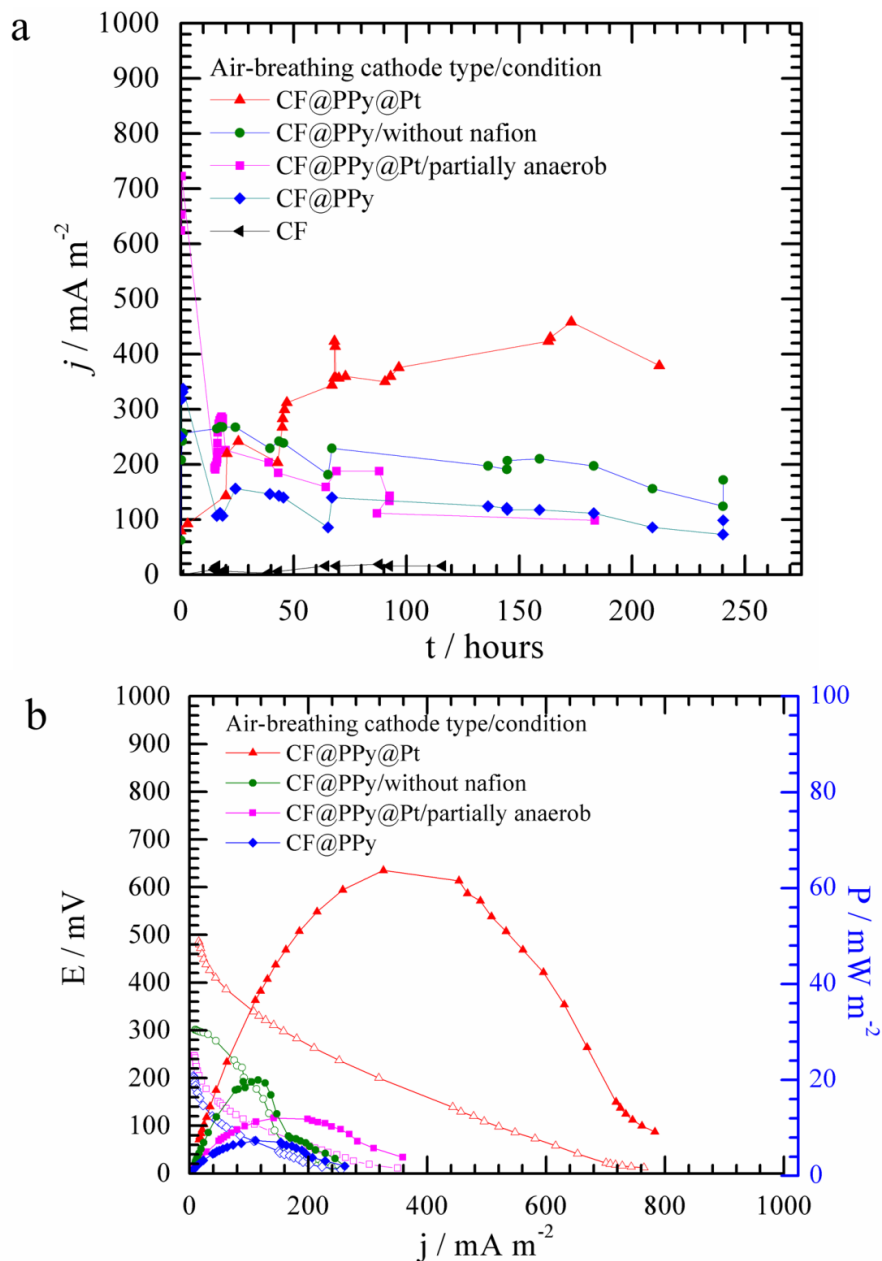 a
1000
900
800
700
600
500
400
300
200
100
0
j / mA m-2
Air-breathing cathode type/condition
CF@PPy@Pt
CF@PPy/without nafion
CF@PPy@Pt/partially anaerob
CF@PPy
CF
0 50 100 150 200 250
t / hours
b
1000
900
800
700
600
500
400
300
200
100
0
E / mV
Air-breathing cathode type/condition
CF@PPy@Pt
CF@PPy/without nafion
CF@PPy@Pt/partially anaerob
CF@PPy
100
80
60
40
20
0
P / mW m-2
0 200 400 600 800 1000
j / mA m-2